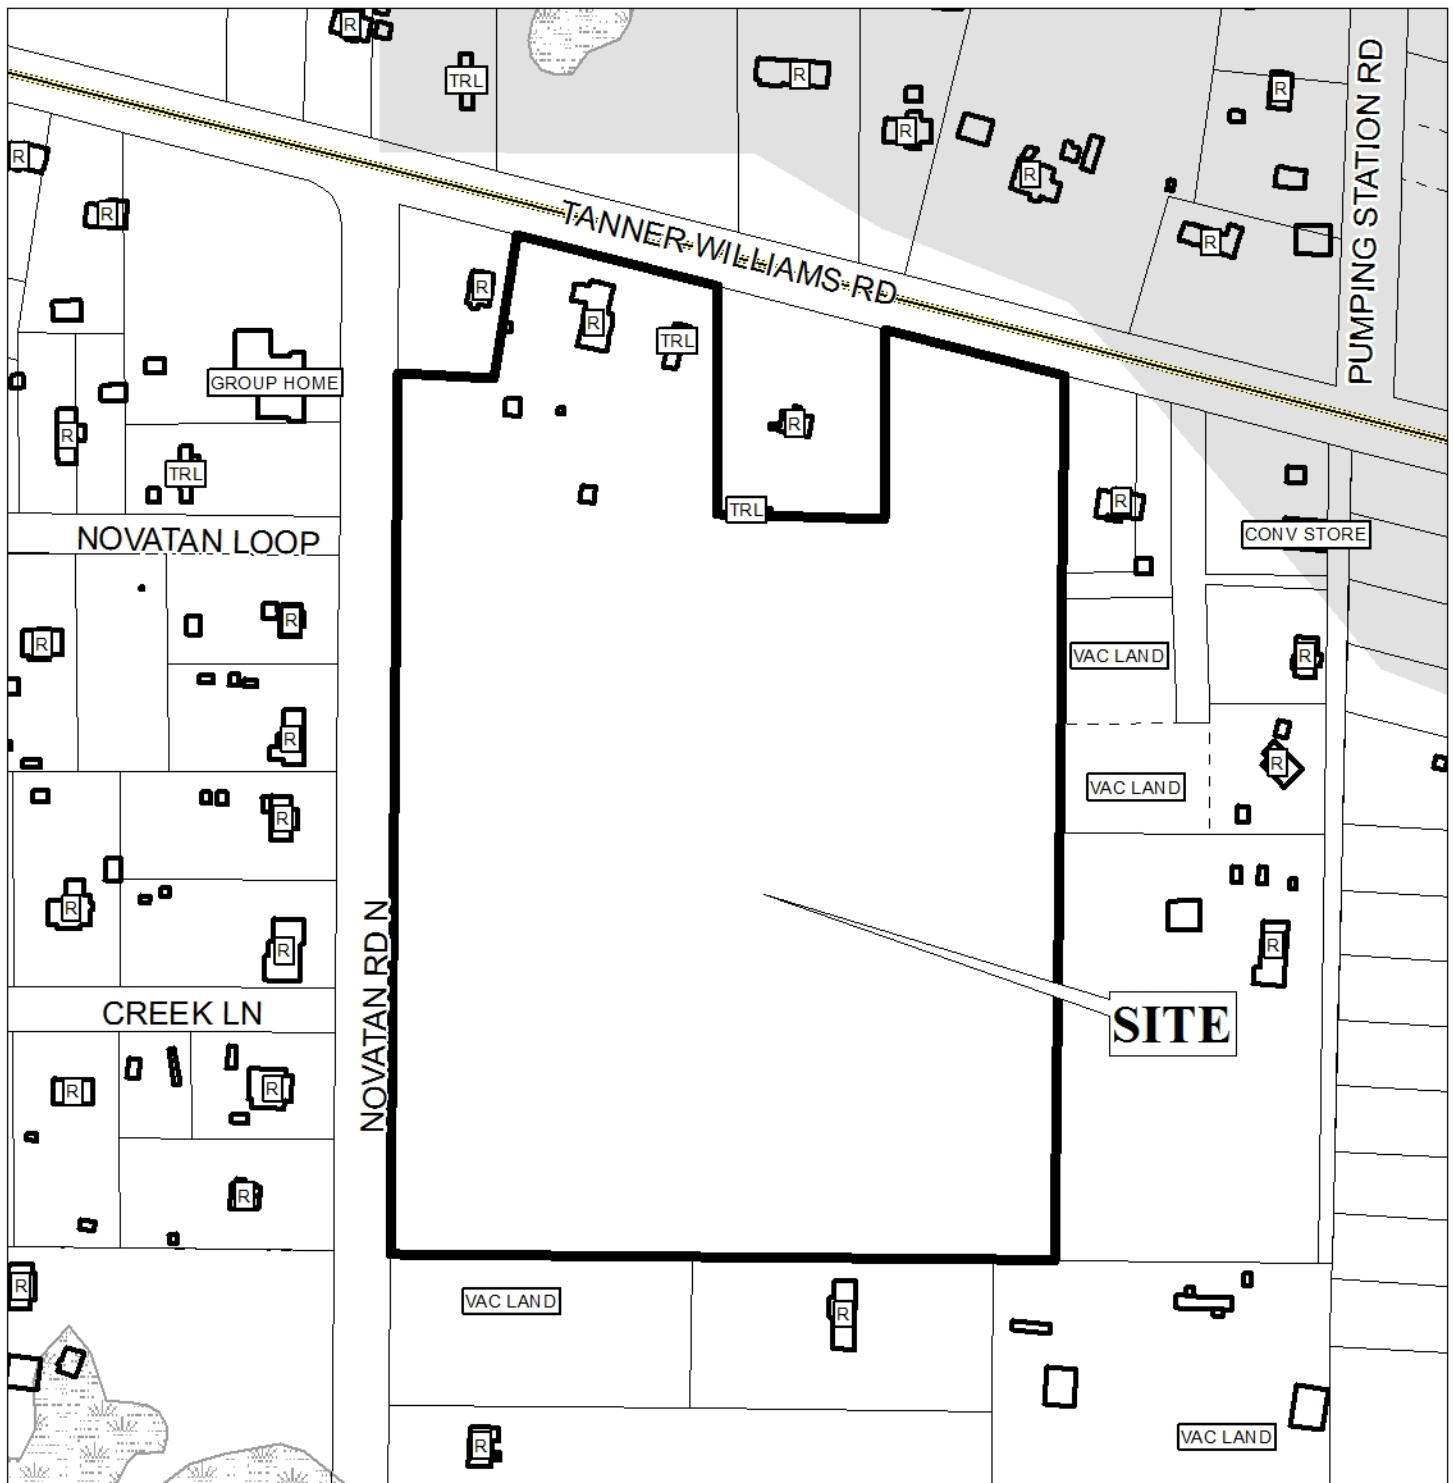 R
TRL
R
R
R
PUMPING STATION RD
R
R
R
R
TANNER WILLIAMS RD
R
R
R
TRL
GROUP HOME
R
R
TRL
TRL
R
CONV STORE
NOVATAN LOOP
R
R
VAC LAND
R
R
R
VAC LAND
R
R
R
NOVATAN RD N
R
CREEK LN
SITE
R
R
R
R
VAC LAND
R
VAC LAND
R